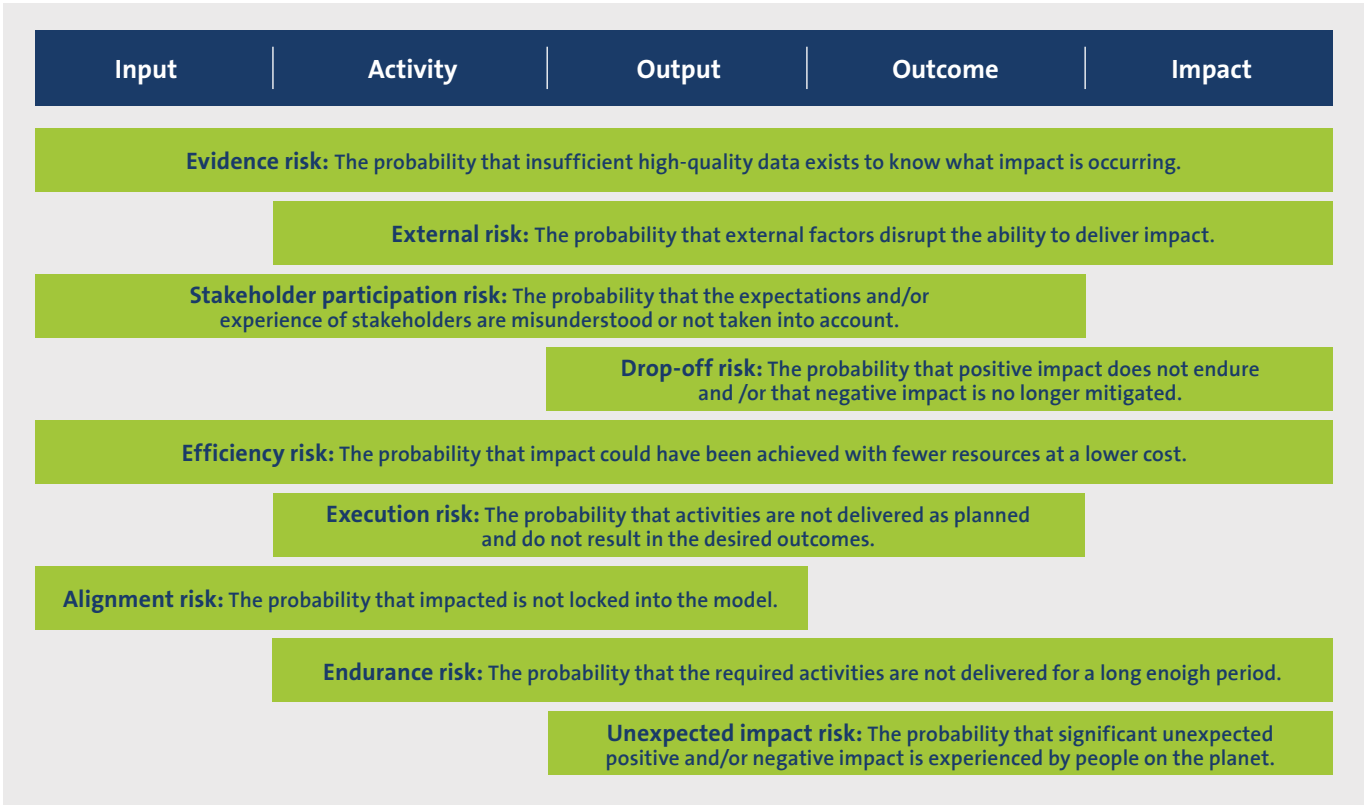 Input Activity Output Outcome Impact
Evidence risk: The probability that insufficient high-quality data exists to know what impact is occurring.
External risk: The probability that external factors disrupt the ability to deliver impact.
Stakeholder participation risk: The probability that the expectations and/or
experience of stakeholders are misunderstood or not taken into account.
Drop-off risk: The probability that positive impact does not endure
and /or that negative impact is no longer mitigated.
Efficiency risk: The probability that impact could have been achieved with fewer resources at a lower cost.
Execution risk: The probability that activities are not delivered as planned
and do not result in the desired outcomes.
Alignment risk: The probability that impacted is not locked into the model.
Endurance risk: The probability that the required activities are not delivered for a long enoigh period.
Unexpected impact risk: The probability that significant unexpected
positive and/or negative impact is experienced by people on the planet.